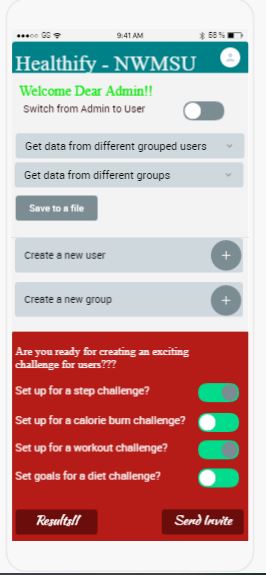 GS 9:41 AM 58%
Healthify - NWMSU
Welcome Dear Admin!!
Switch from Admin to User
Get data from different grouped users
Get data from different groups
Save to a file
Create a new user
Create a new group
Are you ready for creating an exciting
challenge for users???
Set up for a step challenge?
Set up for a calorie burn challenge?
Set up for a workout challenge?
Set goals for a diet challenge?
Results!! Send Invite